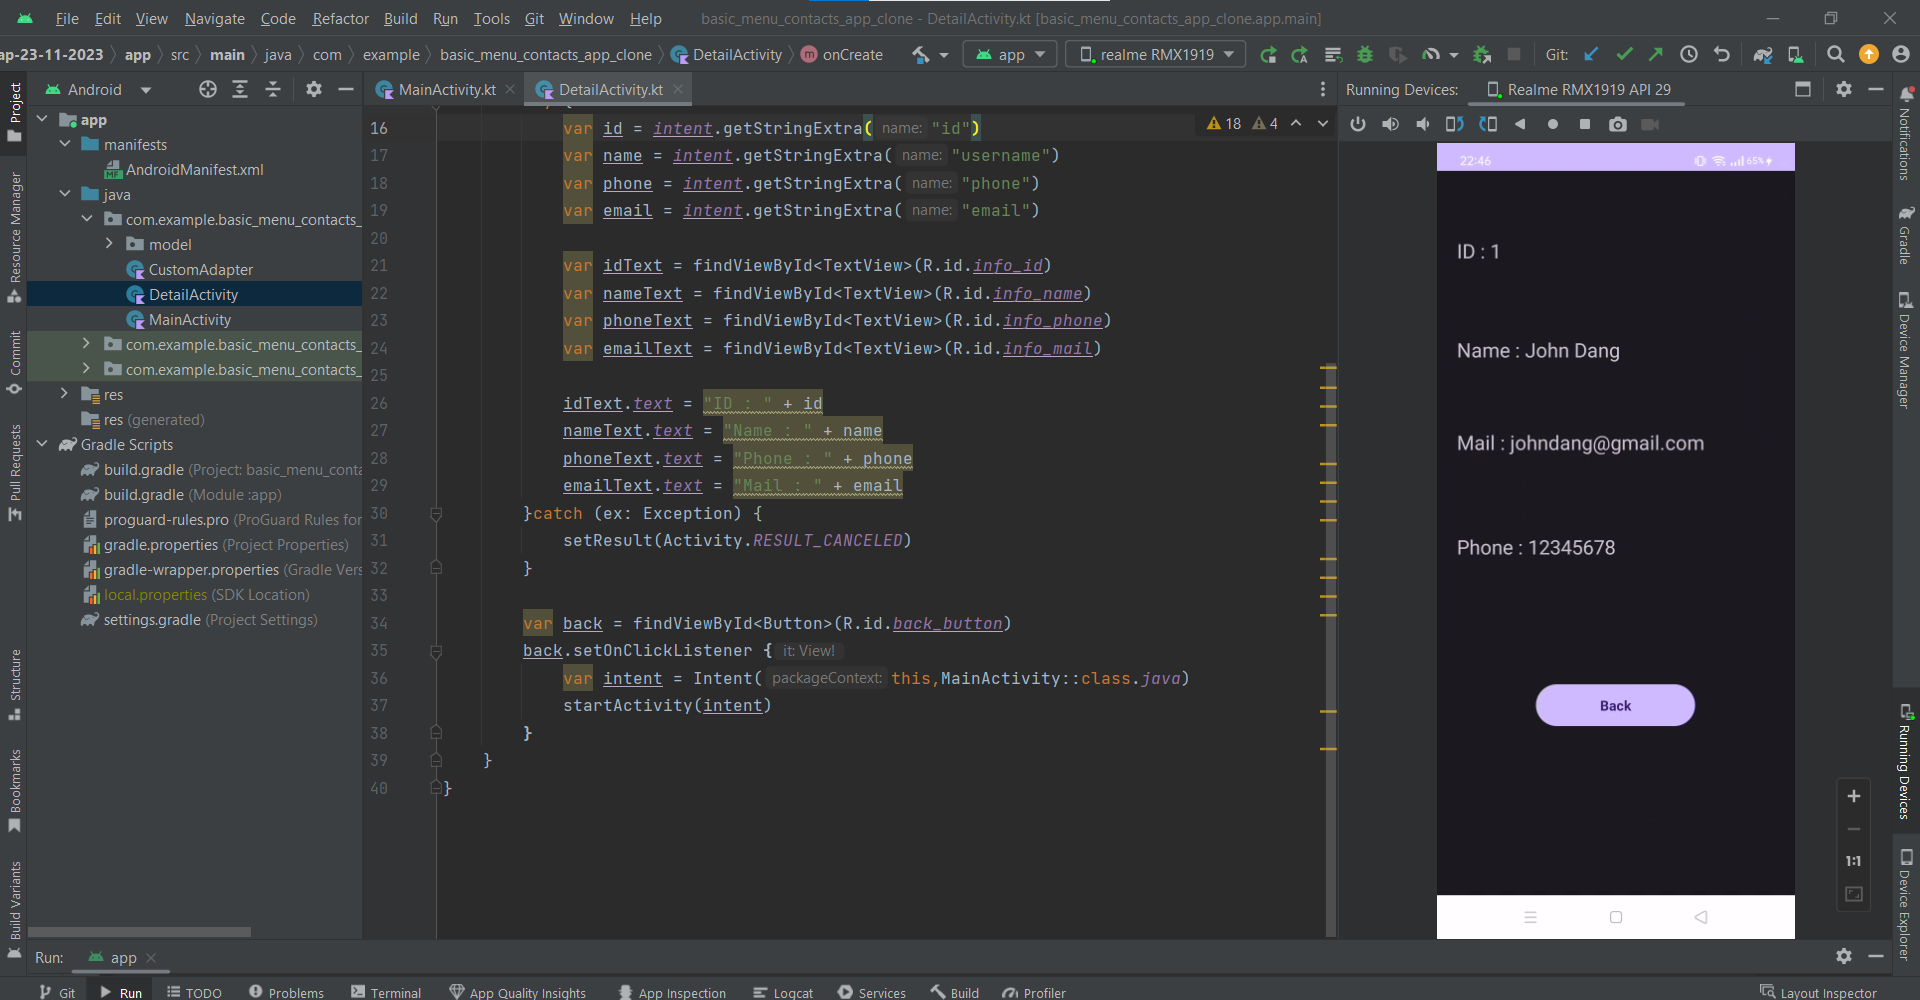 File Edit View Navigate Code Refactor Build Run Tools Git Window Help basic_menu_contacts_app_clone - DetailActivity.kt [basic_menu_contacts_app_clone.app.main]
ap-23-11-2023 app src main java com example basic_menu_contacts_app_clone DetailActivity onCreate app realme RMX1919 Git:
Android
MainActivity.kt DetailActivity.kt
Running Devices: Realme RMX1919 API 29
Project
Resource Manager
Commit
Pull Requests
Structure
Bookmarks
Build Variants
app
manifests
AndroidManifest.xml
java
com.example.basic_menu_contacts_
model
CustomAdapter
DetailActivity
MainActivity
com.example.basic_menu_contacts_
com.example.basic_menu_contacts_
res
res (generated)
Gradle Scripts
build.gradle (Project: basic_menu_conta
build.gradle (Module :app)
proguard-rules.pro (ProGuard Rules for
gradle.properties (Project Properties)
gradle-wrapper.properties (Gradle Vers
local.properties (SDK Location)
settings.gradle (Project Settings)
18 4
16 var id = intent.getStringExtra( name: "id")
17 var name = intent.getStringExtra( name: "username")
18 var phone = intent.getStringExtra( name: "phone")
19 var email = intent.getStringExtra( name: "email")
20
21 var idText = findViewById<TextView>(R.id.info_id)
22 var nameText = findViewById<TextView>(R.id.info_name)
23 var phoneText = findViewById<TextView>(R.id.info_phone)
24 var emailText = findViewById<TextView>(R.id.info_mail)
25
26 idText.text = "ID : " + id
27 nameText.text = "Name : " + name
28 phoneText.text = "Phone : " + phone
29 emailText.text = "Mail : " + email
30 }catch (ex: Exception) {
31 setResult(Activity.RESULT_CANCELED)
32 }
33
34 var back = findViewById<Button>(R.id.back_button)
35 back.setOnClickListener { it: View!
36 var intent = Intent( packageContext: this,MainActivity::class.java)
37 startActivity(intent)
38 }
39 }
40 }
22:46 65%
ID : 1
Name : John Dang
Mail : johndang@gmail.com
Phone : 12345678
Back
1:1
Notifications
Gradle
Device Manager
Running Devices
Device Explorer
Run: app
Git Run TODO Problems Terminal App Quality Insights App Inspection Logcat Services Build Profiler Layout Inspector